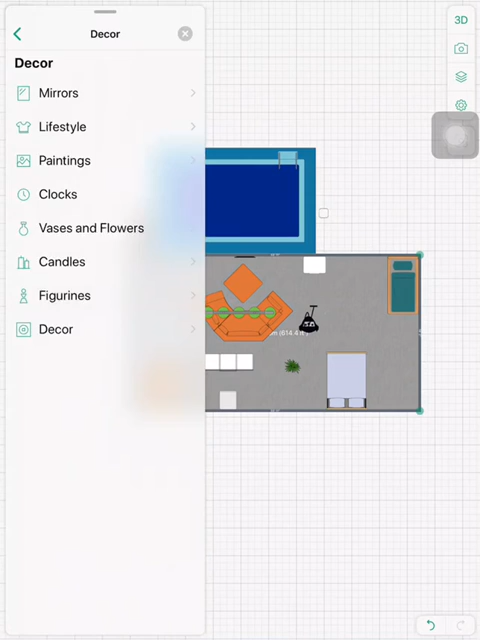 Decor
3D
Decor
Mirrors
Lifestyle
Paintings
Clocks
Vases and Flowers
Candles
Figurines
Decor